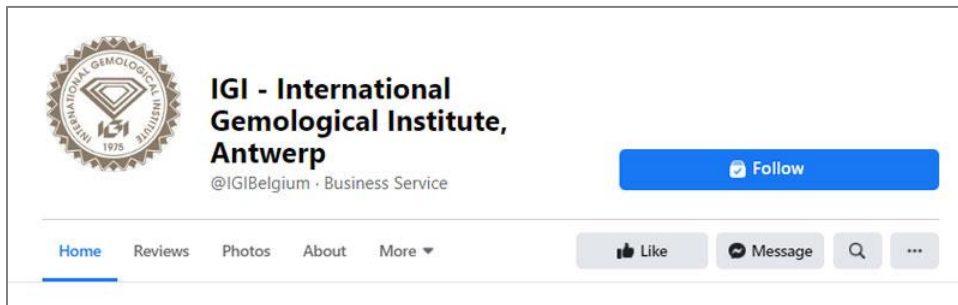 INTERNATIONAL GEMOLOGICAL INSTITUTE
IGI
1975
IGI - International
Gemological Institute,
Antwerp
@IGIBelgium · Business Service
Follow
Home Reviews Photos About More
Like Message